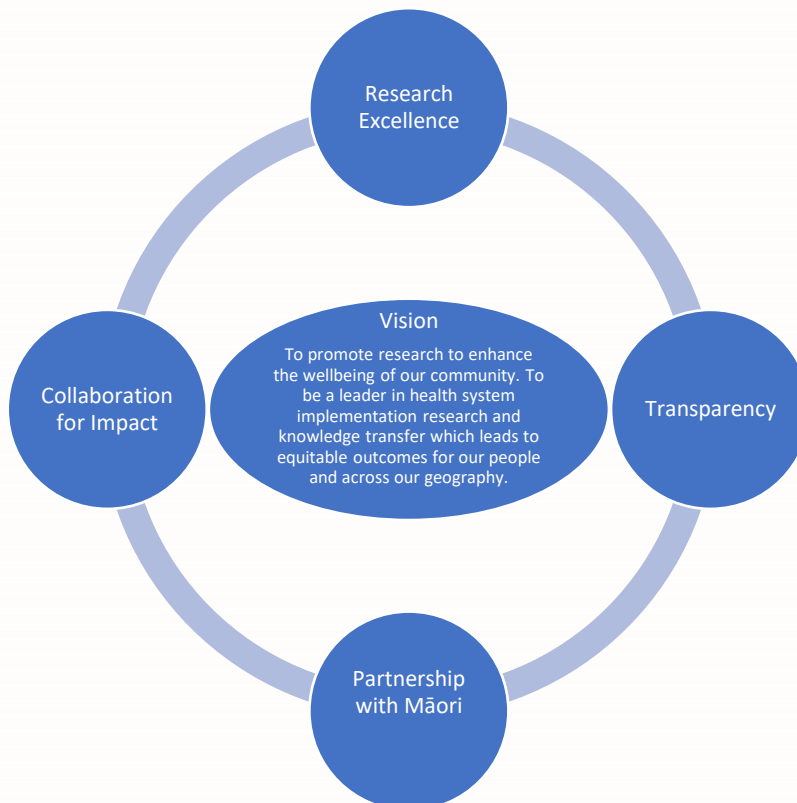 Research
Excellence
Vision
To promote research to enhance
the wellbeing of our community. To
be a leader in health system
implementation research and
knowledge transfer which leads to
equitable outcomes for our people
and across our geography.
Collaboration
for Impact
Transparency
Partnership
with Māori